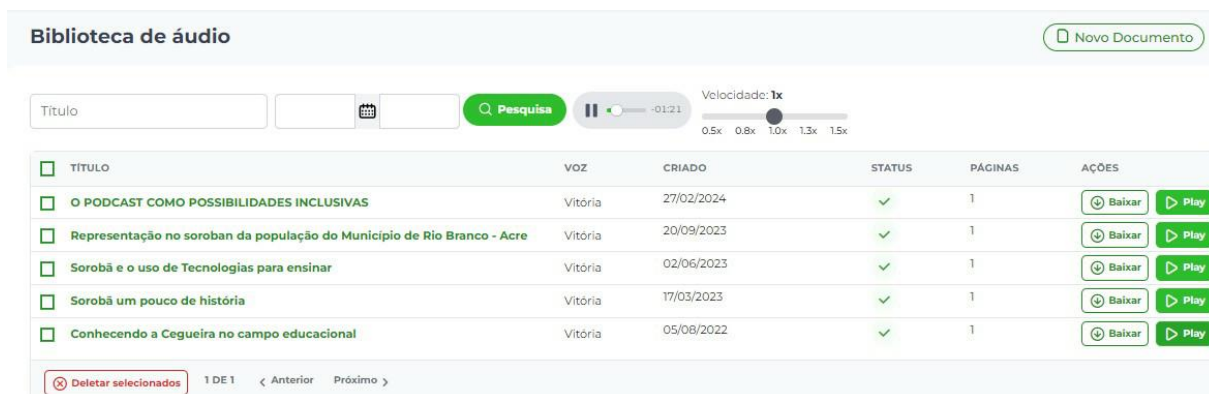 Biblioteca de áudio
Novo Documento
Título
Pesquisa
-01:21
Velocidade: 1x
0.5x 0.8x 1.0x 1.3x 1.5x
TÍTULO VOZ CRIADO STATUS PÁGINAS AÇÕES
O PODCAST COMO POSSIBILIDADES INCLUSIVAS Vitória 27/02/2024 1 Baixar Play
Representação no soroban da população do Município de Rio Branco - Acre Vitória 20/09/2023 1 Baixar Play
Sorobã e o uso de Tecnologias para ensinar Vitória 02/06/2023 1 Baixar Play
Sorobã um pouco de história Vitória 17/03/2023 1 Baixar Play
Conhecendo a Cegueira no campo educacional Vitória 05/08/2022 1 Baixar Play
Deletar selecionados 1 DE 1 Anterior Próximo